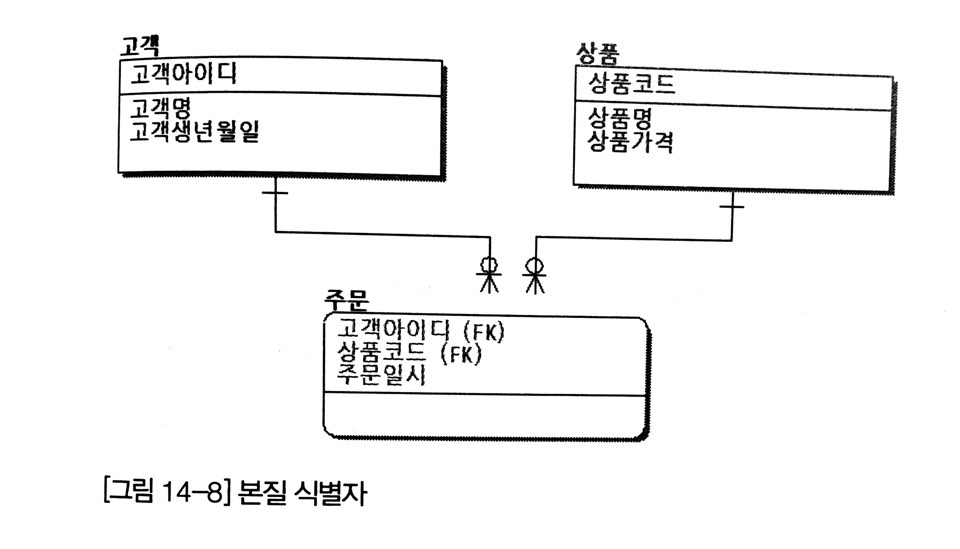 고객
고객아이디
고객명
고객생년월일
상품
상품코드
상품명
상품가격
주문
고객아이디 (FK)
상품코드 (FK)
주문일시
[그림 14-8] 본질 식별자